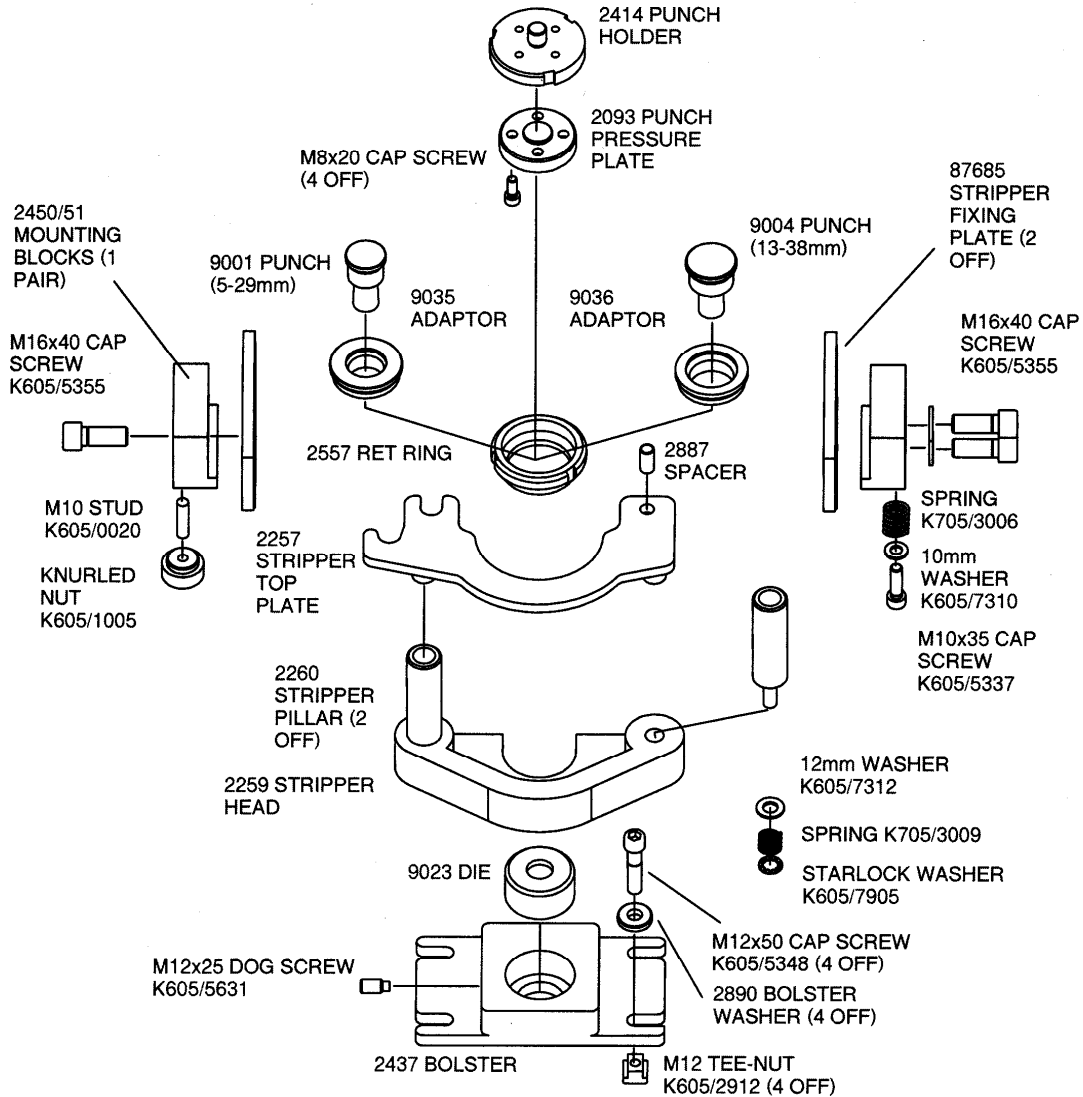 2414 PUNCH
HOLDER
2093 PUNCH
PRESSURE
PLATE
M8x20 CAP SCREW
(4 OFF)
87685
STRIPPER
FIXING
PLATE (2
OFF)
2450/51
MOUNTING
BLOCKS (1
PAIR)
9004 PUNCH
(13-38mm)
9001 PUNCH
(5-29mm)
9035
ADAPTOR
9036
ADAPTOR
M16x40 CAP
SCREW
K605/5355
M16x40 CAP
SCREW
K605/5355
2557 RET RING
2887
SPACER
M10 STUD
K605/0020
SPRING
K705/3006
KNURLED
NUT
K605/1005
2257
STRIPPER
TOP
PLATE
10mm
WASHER
K605/7310
M10x35 CAP
SCREW
K605/5337
2260
STRIPPER
PILLAR (2
OFF)
2259 STRIPPER
HEAD
12mm WASHER
K605/7312
SPRING K705/3009
STARLOCK WASHER
K605/7905
9023 DIE
M12x50 CAP SCREW
K605/5348 (4 OFF)
M12x25 DOG SCREW
K605/5631
2890 BOLSTER
WASHER (4 OFF)
2437 BOLSTER
M12 TEE-NUT
K605/2912 (4 OFF)